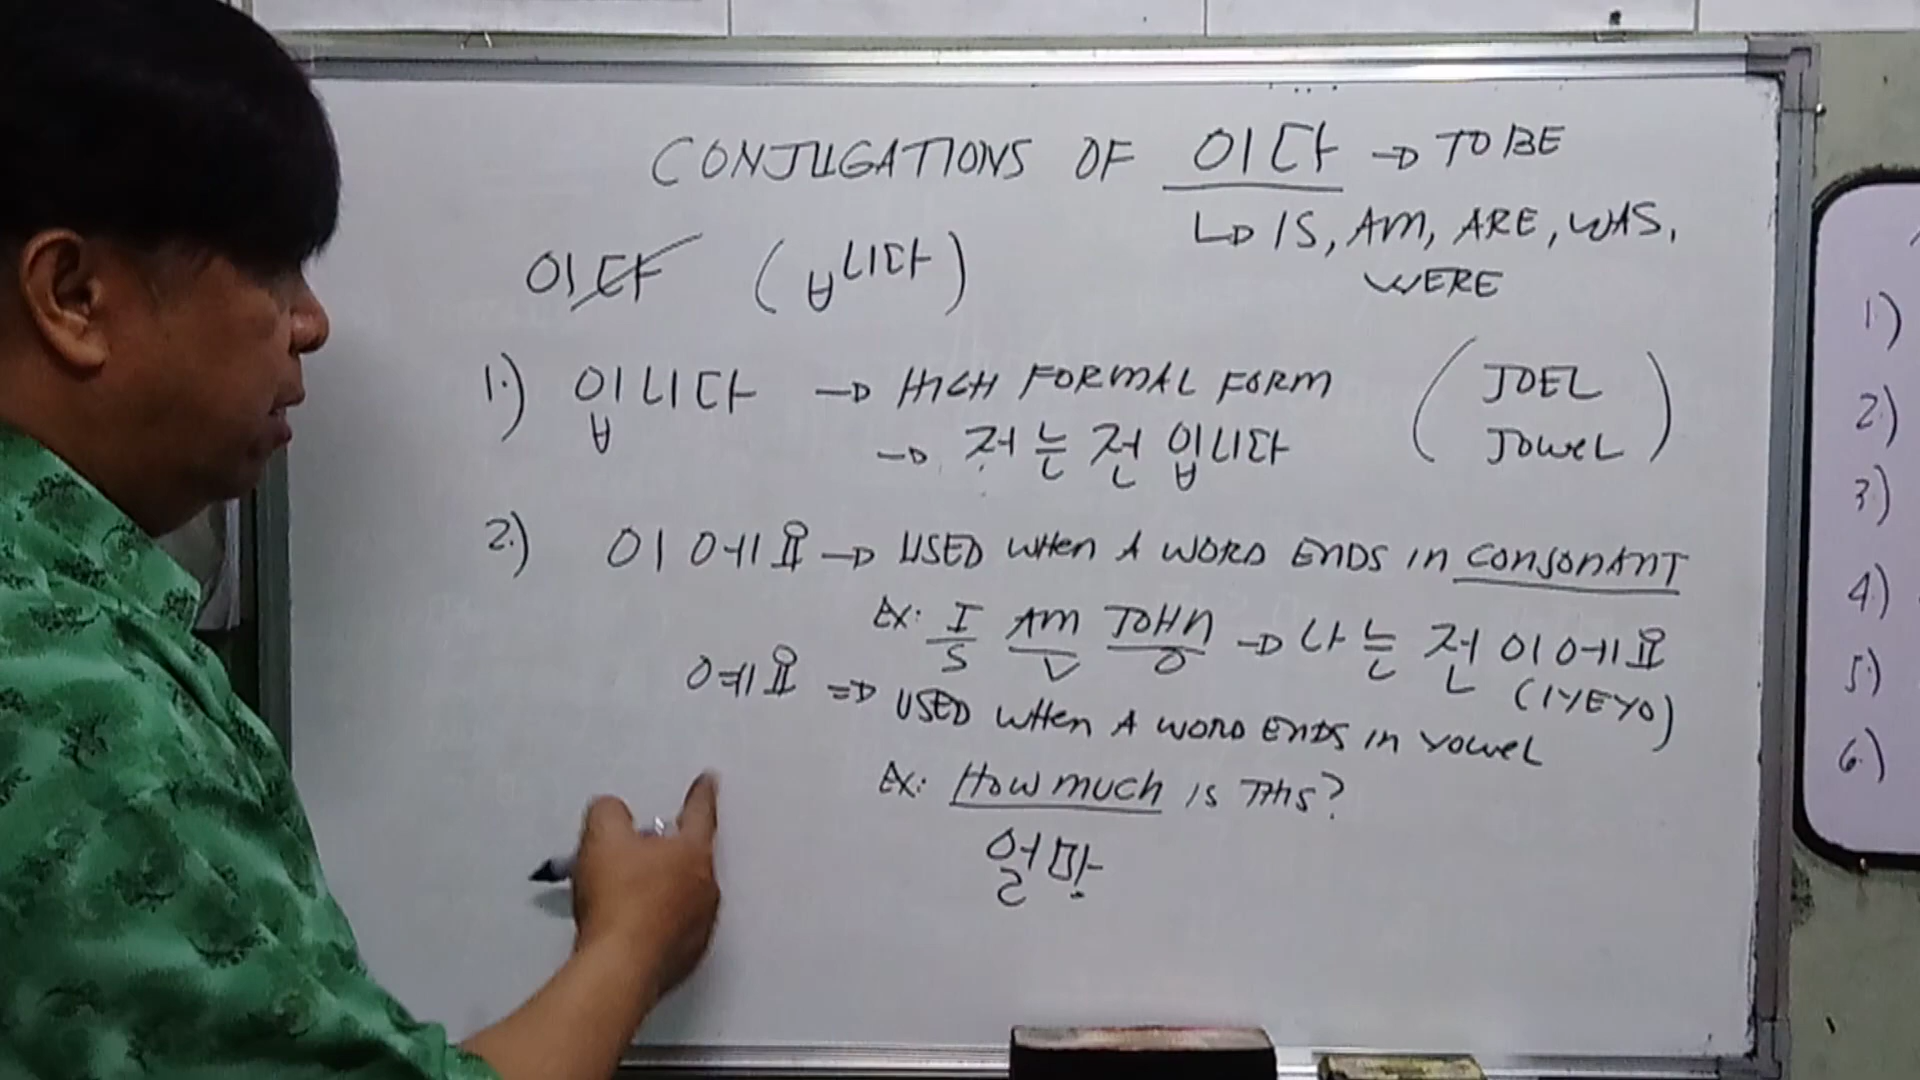 CONJUGATIONS OF 이다 → TO BE
↳ IS, AM, ARE, WAS,
WERE
이다 (ㅂ니다)
1.) 입니다 → HIGH FORMAL FORM
→ 저는 전 입니다
( JOEL
JOWEL )
2.) 이에요 → USED WHEN A WORD ENDS IN CONSONANT
EX: I AM JOHN → 나는 전 이에요
S V O
(IYEYO)
예요 ⇒ USED WHEN A WORD ENDS IN VOWEL
EX: HOW MUCH IS THIS?
얼마
1.)
2.)
3.)
4.)
5.)
6.)